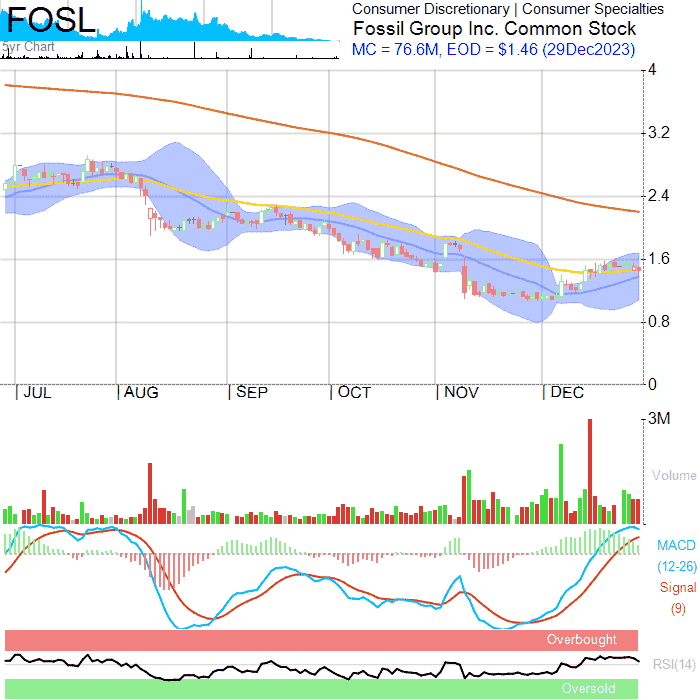 FOSL
5yr Chart
Consumer Discretionary | Consumer Specialties
Fossil Group Inc. Common Stock
MC = 76.6M, EOD = $1.46 (29Dec2023)
4
3.2
2.4
1.6
0.8
0
JUL AUG SEP OCT NOV DEC
3M
Volume
MACD
(12-26)
Signal
(9)
Overbought
RSI(14)
Oversold